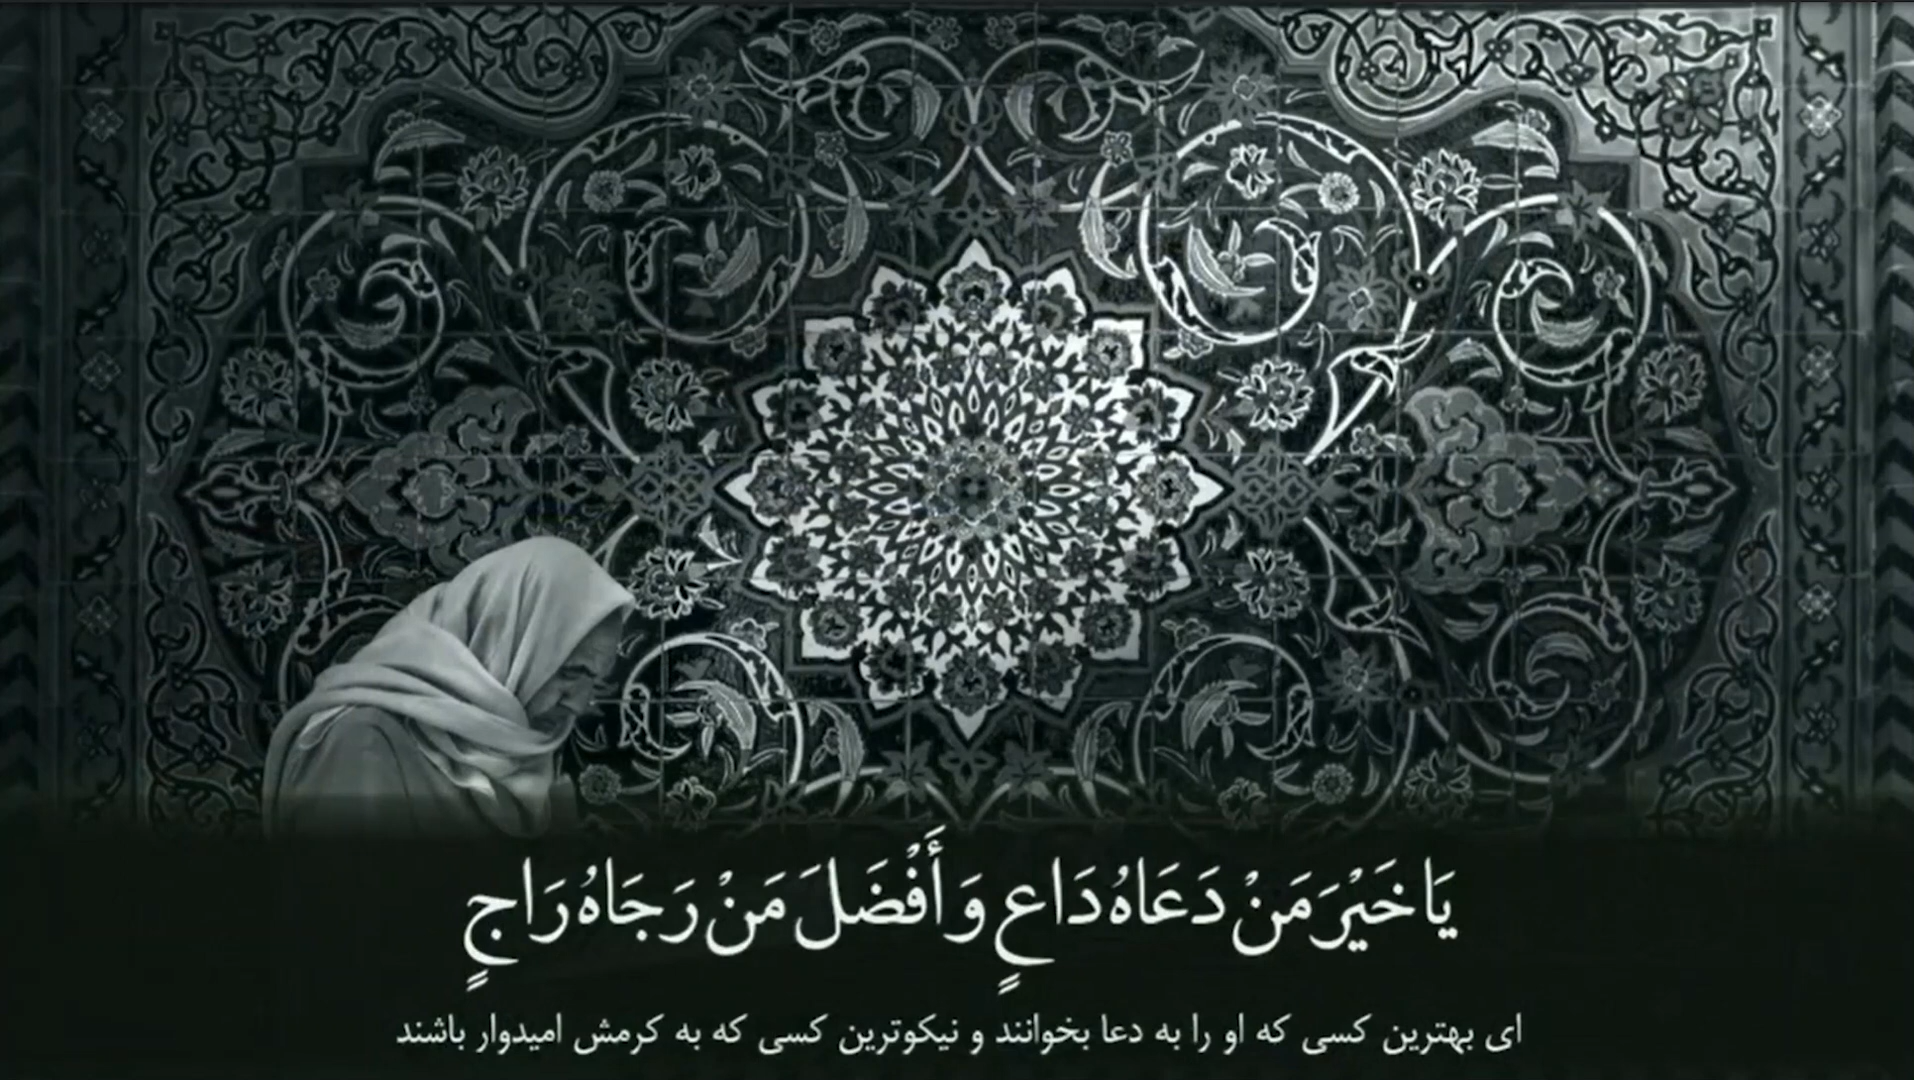 يَا خَيْرَ مَنْ دَعَاهُ دَاعٍ وَ أَفْضَلَ مَنْ رَجَاهُ رَاجٍ
ای بهترین کسی که او را به دعا بخوانند و نیکوترین کسی که به کرمش امیدوار باشند